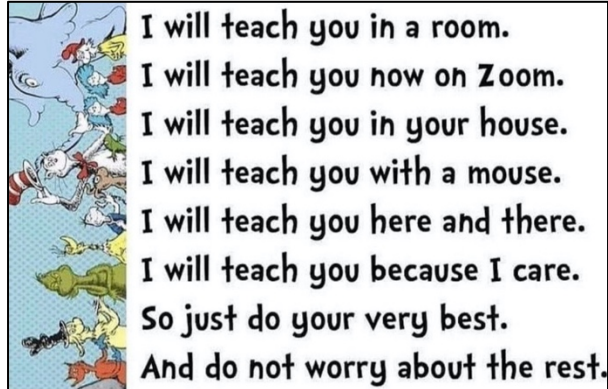 I will teach you in a room.
I will teach you now on Zoom.
I will teach you in your house.
I will teach you with a mouse.
I will teach you here and there.
I will teach you because I care.
So just do your very best.
And do not worry about the rest.